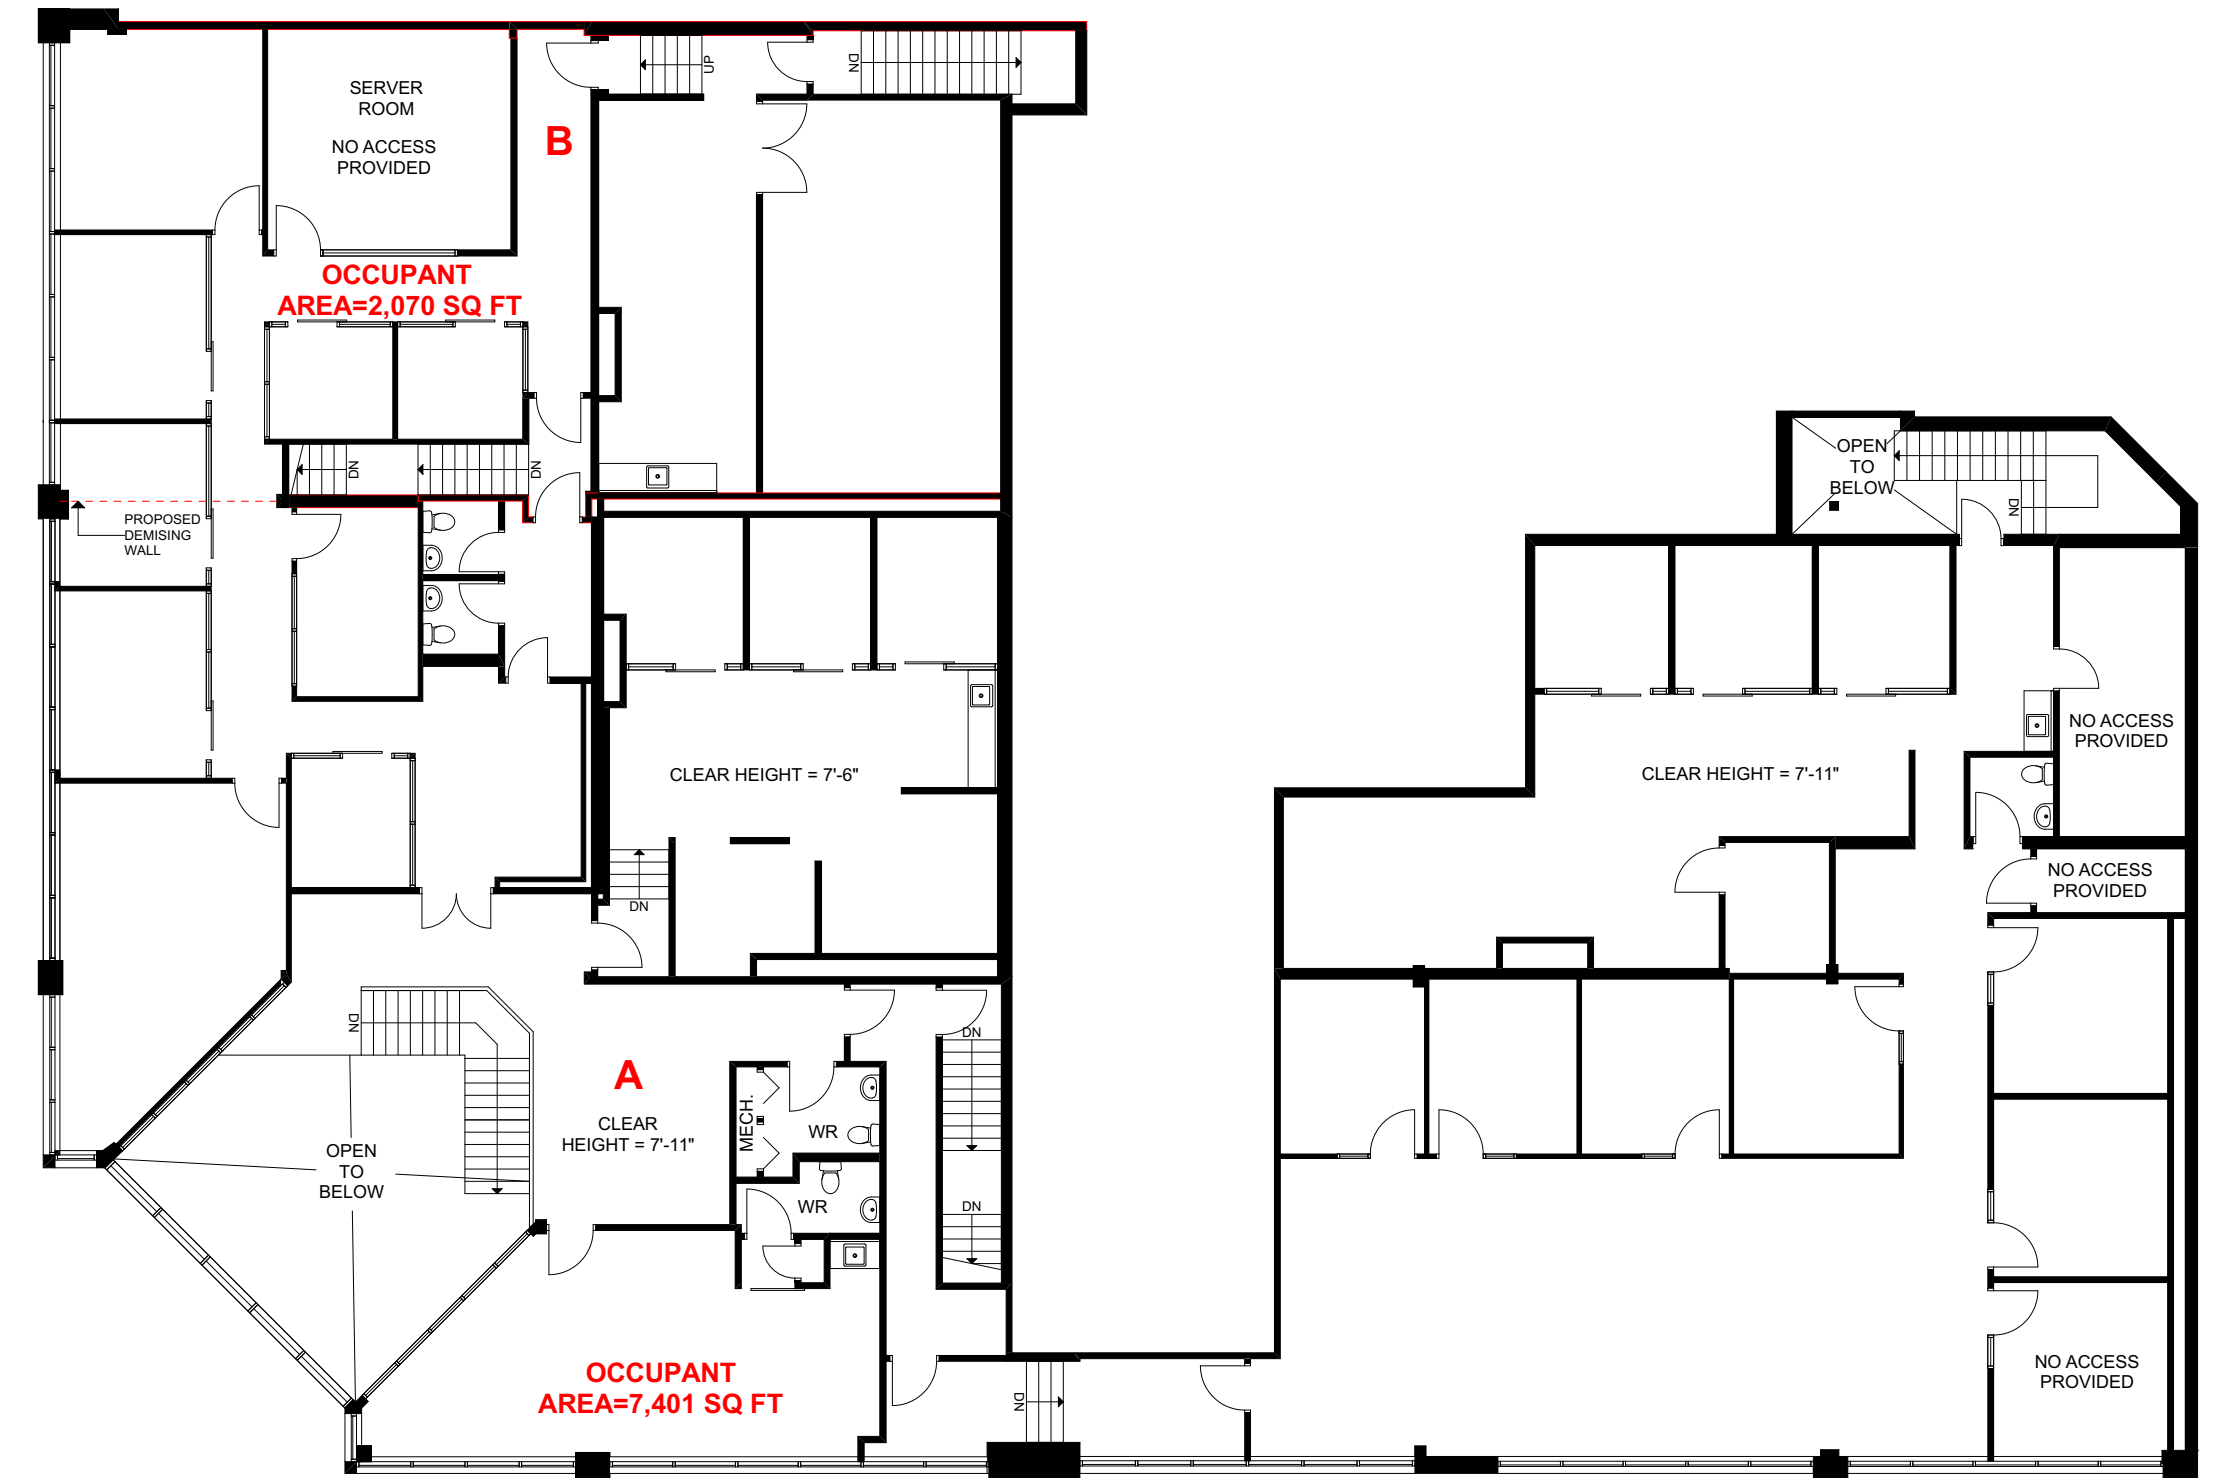 SERVER
ROOM
NO ACCESS
PROVIDED
UP
DN
B
OCCUPANT
AREA=2,070 SQ FT
DN
DN
PROPOSED
DEMISING
WALL
OPEN
TO
BELOW
DN
NO ACCESS
PROVIDED
CLEAR HEIGHT = 7'-6"
CLEAR HEIGHT = 7'-11"
NO ACCESS
PROVIDED
DN
DN
DN
A
CLEAR
HEIGHT = 7'-11"
MECH.
WR
OPEN
TO
BELOW
WR
DN
OCCUPANT
AREA=7,401 SQ FT
DN
NO ACCESS
PROVIDED